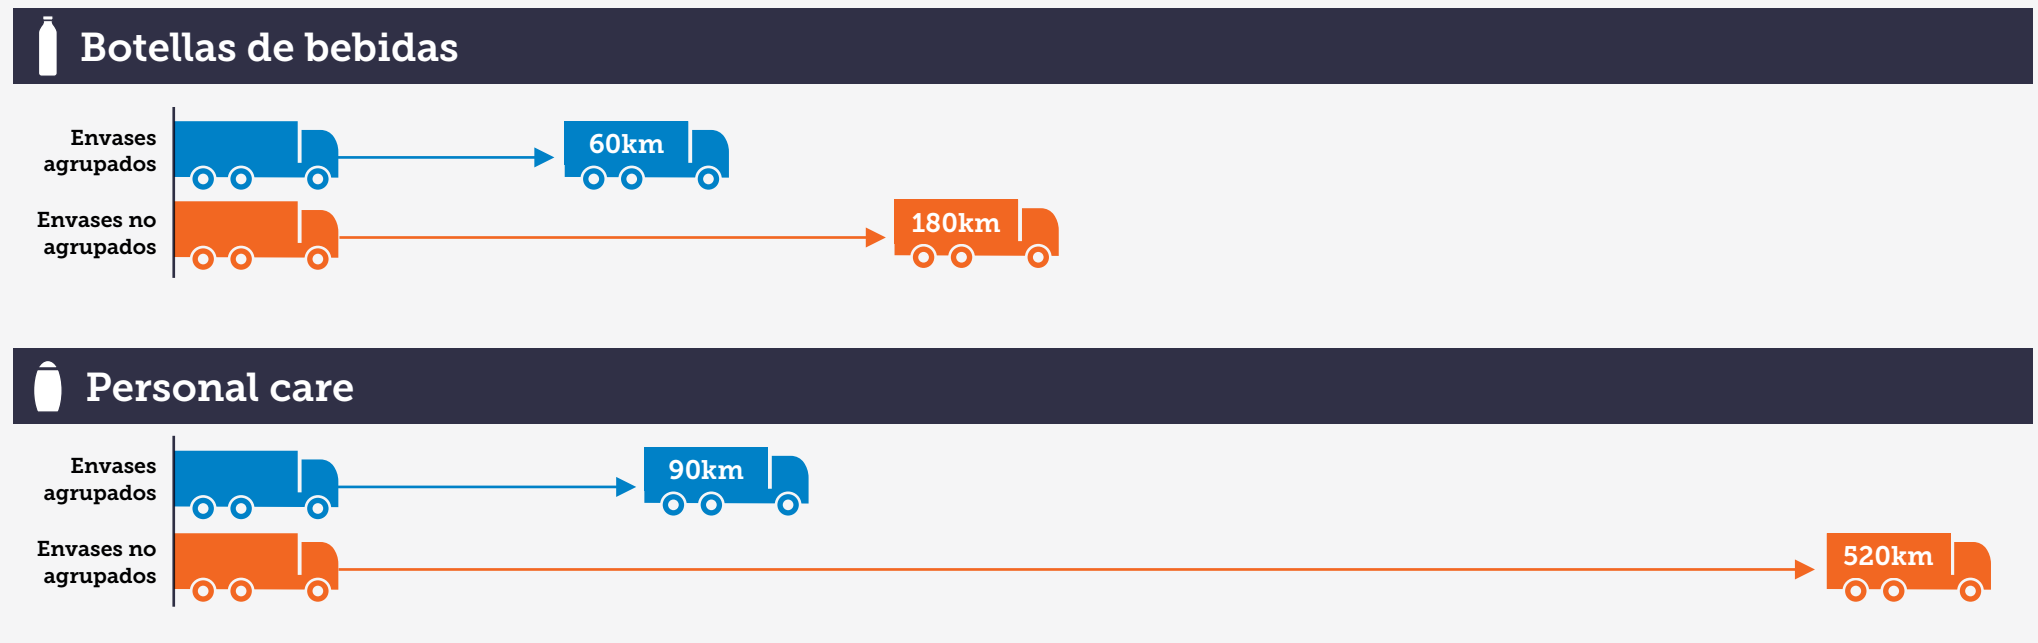 Botellas de bebidas
Envases
agrupados
60km
Envases no
agrupados
180km
Personal care
Envases
agrupados
90km
Envases no
agrupados
520km